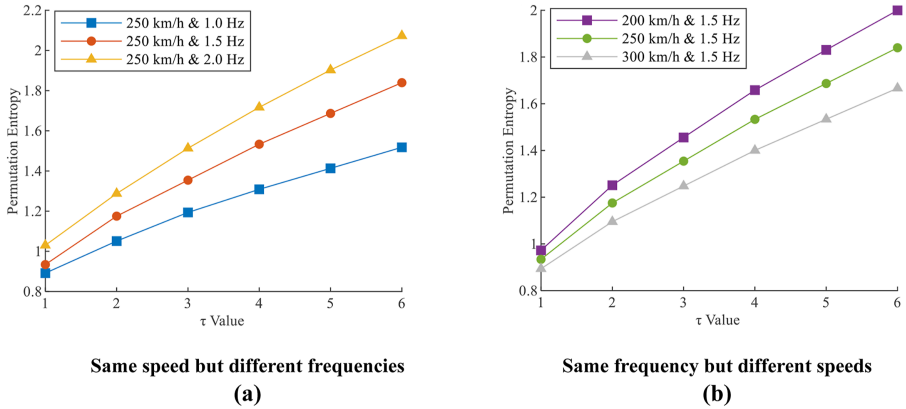 2.2
2
1.8
1.6
1.4
1.2
1
0.8
Permutation Entropy
250 km/h & 1.0 Hz
250 km/h & 1.5 Hz
250 km/h & 2.0 Hz
1 2 3 4 5 6
τ Value
Same speed but different frequencies
(a)
2
1.8
1.6
1.4
1.2
1
0.8
Permutation Entropy
200 km/h & 1.5 Hz
250 km/h & 1.5 Hz
300 km/h & 1.5 Hz
1 2 3 4 5 6
τ Value
Same frequency but different speeds
(b)